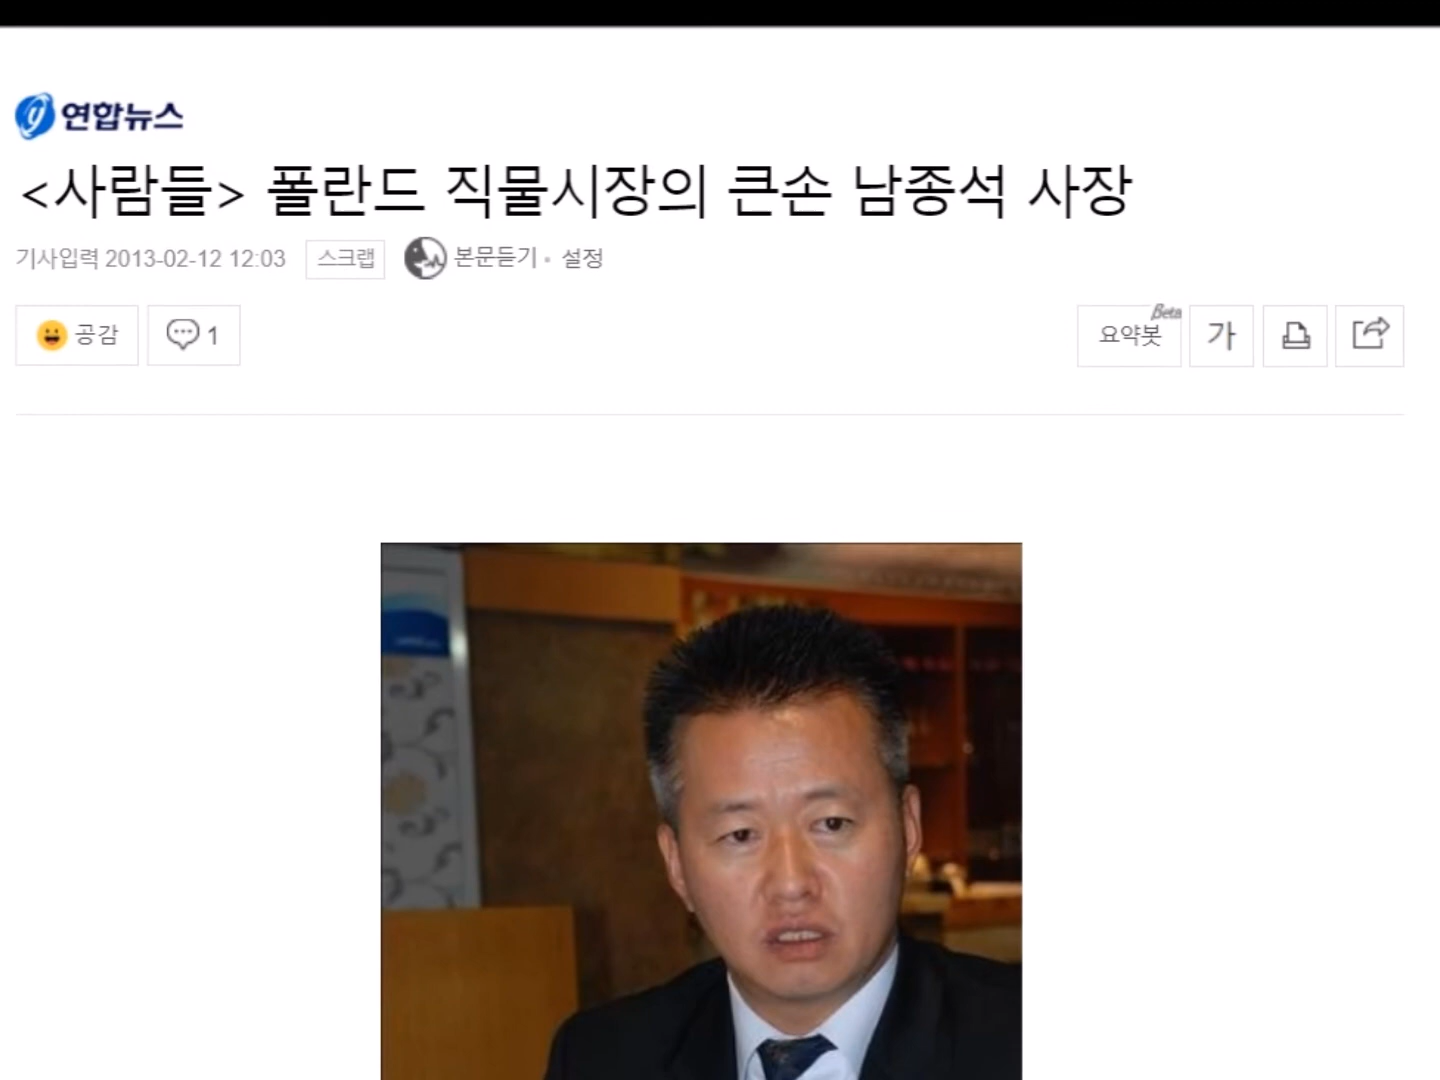 연합뉴스
<사람들> 폴란드 직물시장의 큰손 남종석 사장
기사입력 2013-02-12 12:03 스크랩 본문듣기 · 설정
공감 1 요약봇 Beta 가